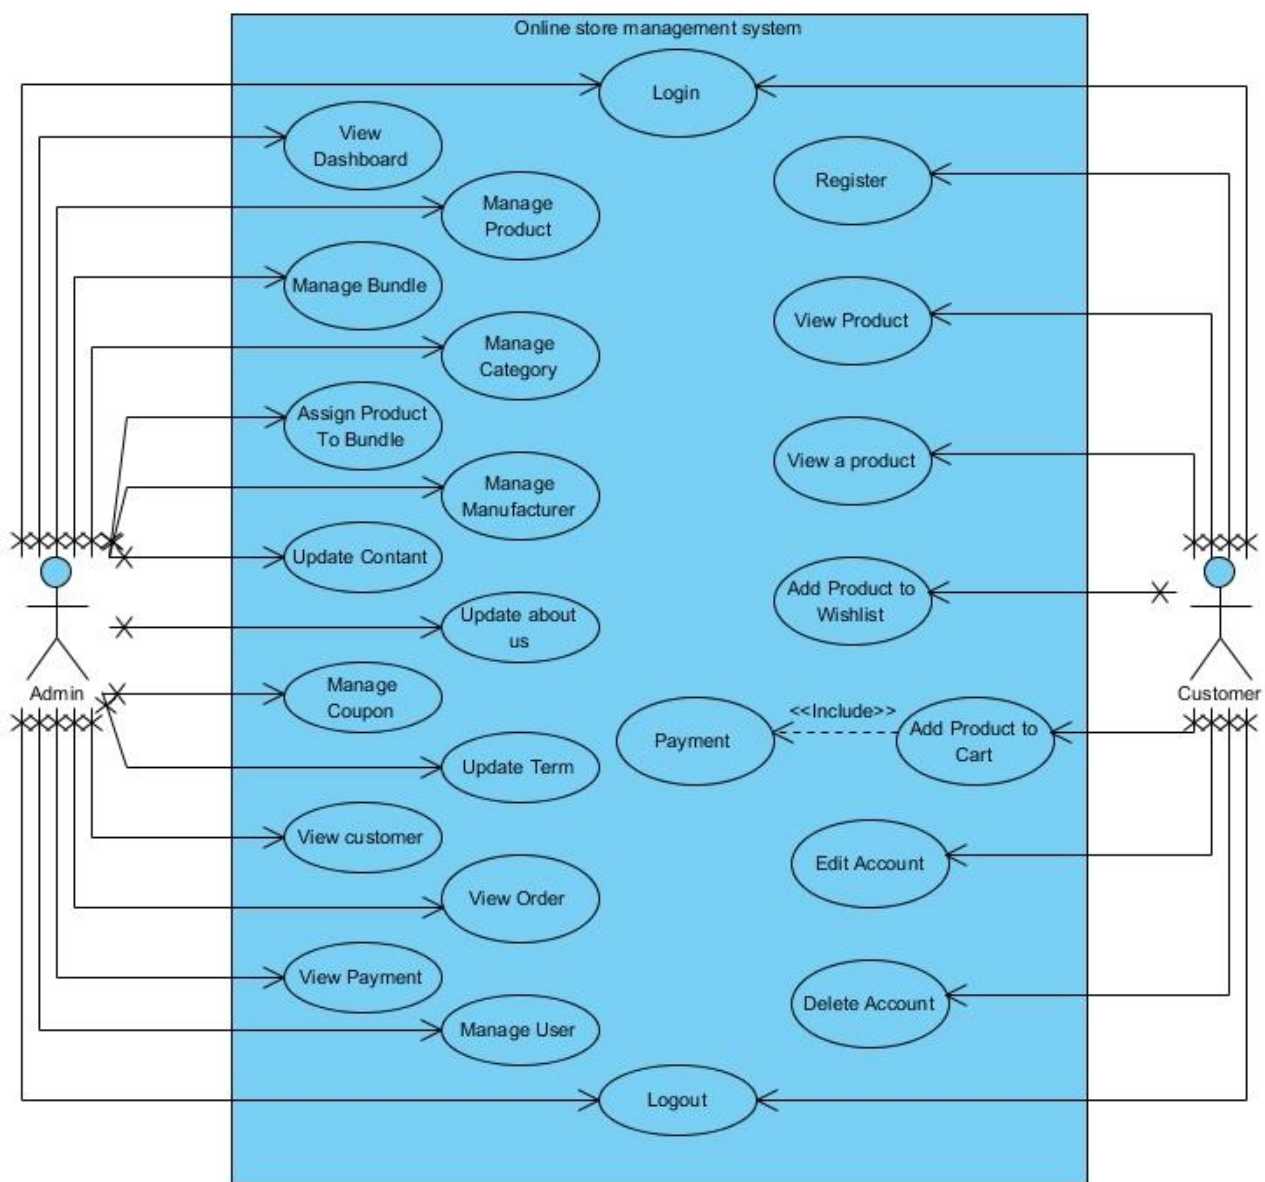 Online store management system
Login
View
Dashboard
Register
Manage
Product
Manage Bundle
View Product
Manage
Category
Assign Product
To Bundle
View a product
Manage
Manufacturer
Update Contant
Add Product to
Wishlist
Update about
us
Admin
Manage
Coupon
Customer
<<Include>>
Payment
Add Product to
Cart
Update Term
View customer
Edit Account
View Order
View Payment
Delete Account
Manage User
Logout